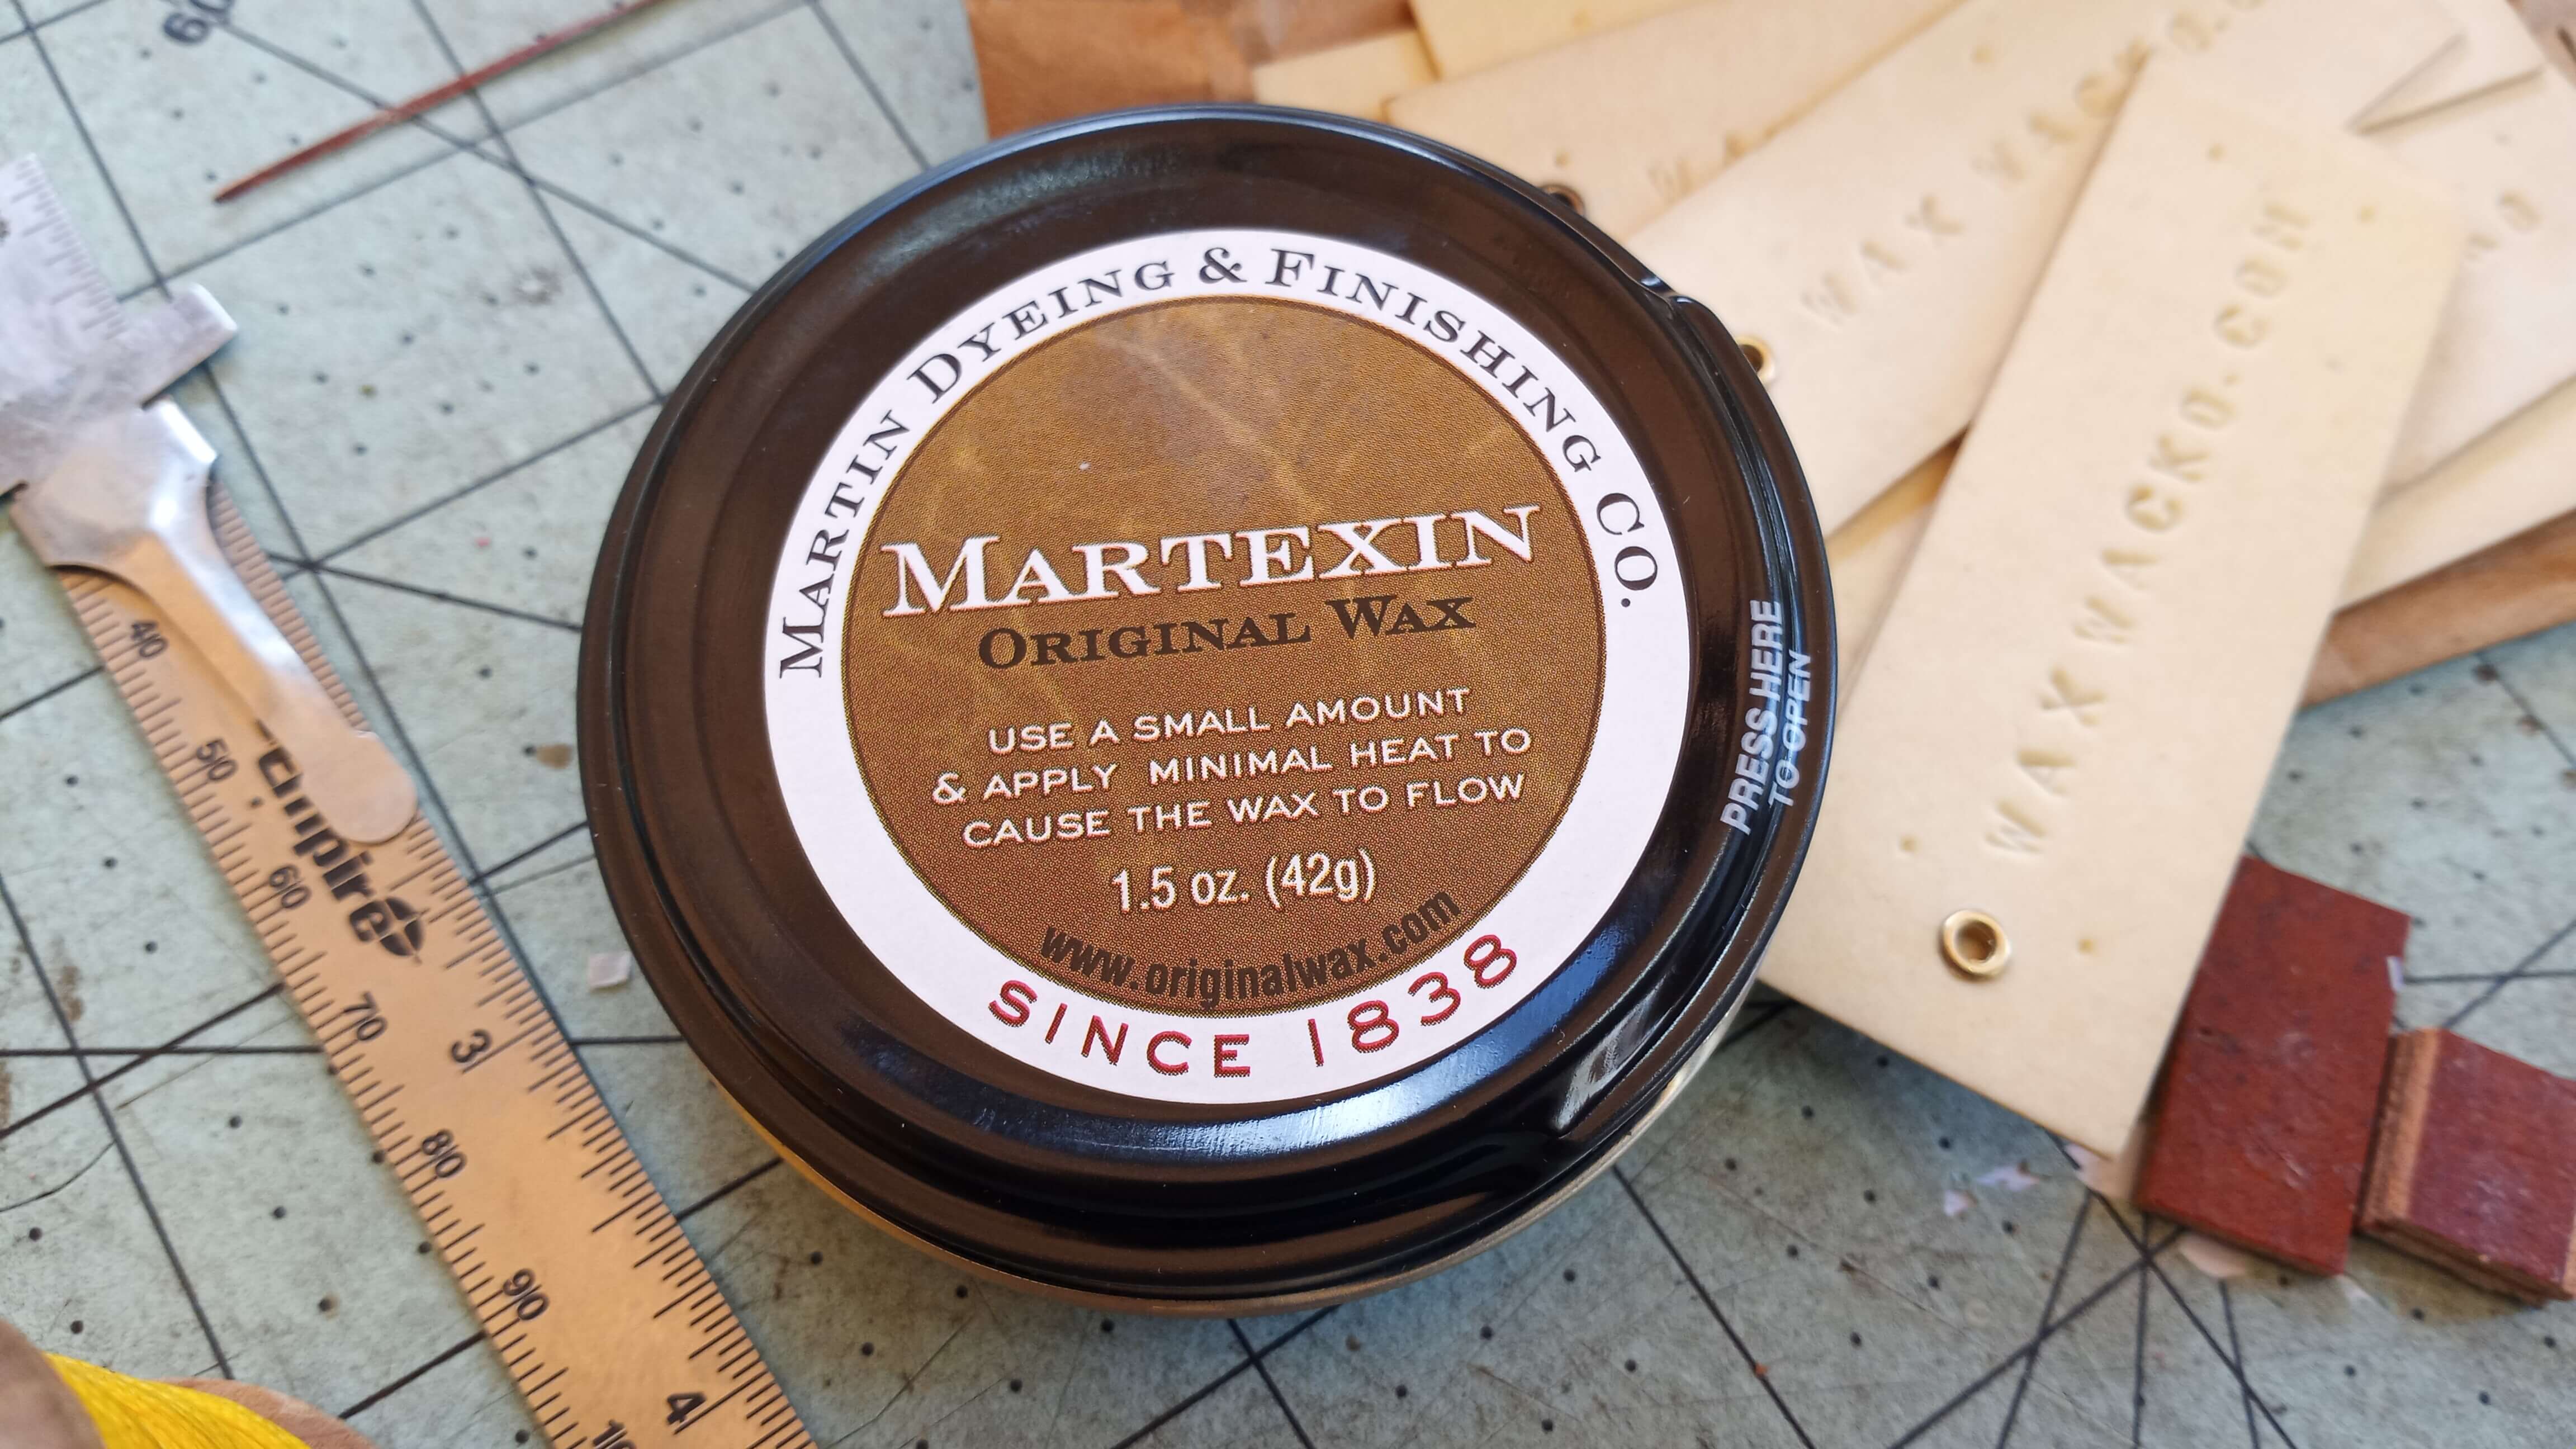 60
MARTIN DYEING & FINISHING CO.
MARTEXIN
ORIGINAL WAX
USE A SMALL AMOUNT
& APPLY MINIMAL HEAT TO
CAUSE THE WAX TO FLOW
1.5 oz. (42g)
www.originalwax.com
SINCE 1838
PRESS HERE
TO OPEN
WAX WACKO.COM
WAX WACKO
40
50
60
70
80
90
3
4
empire